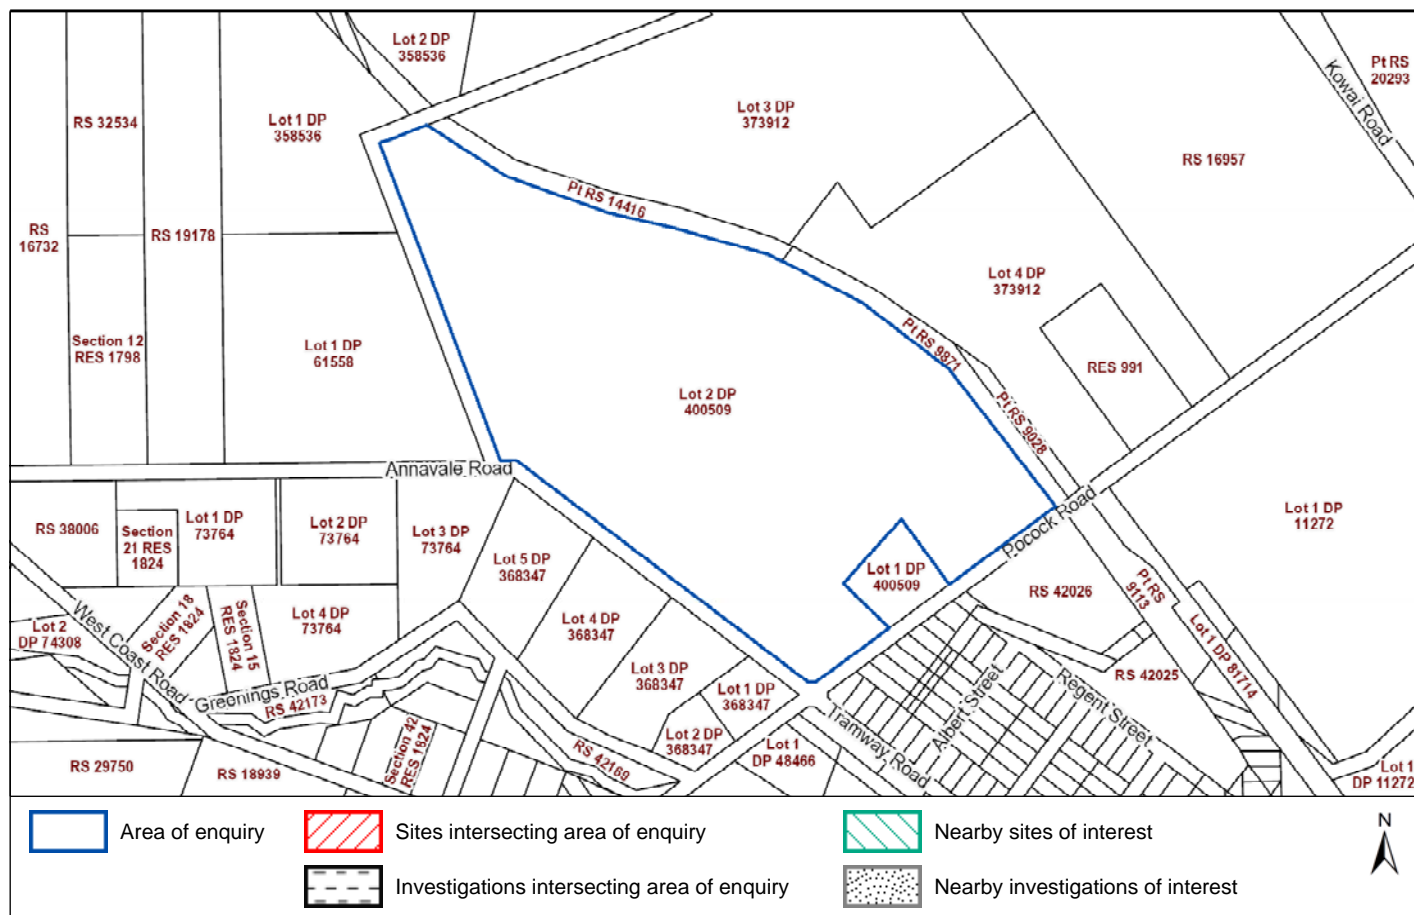 Lot 2 DP
358536
Pt RS
20293
Kowai Road
Lot 3 DP
373912
RS 32534
Lot 1 DP
358536
RS 16957
Pt RS 14416
RS
16732
RS 19178
Lot 4 DP
373912
Section 12
RES 1798
Lot 1 DP
61558
Pt RS 9871
RES 991
Lot 2 DP
400509
Pt RS 9028
Annavale Road
Pocock Road
Lot 1 DP
11272
RS 38006
Section
21 RES
1824
Lot 1 DP
73764
Lot 2 DP
73764
Lot 3 DP
73764
Lot 5 DP
368347
Lot 1 DP
400509
RS 42026
Pt RS
9113
Lot 2
DP 74308
West Coast Road
Section 18
RES 1824
Section 15
RES 1824
Lot 4 DP
73764
Lot 4 DP
368347
Lot 3 DP
368347
Lot 1 DP
368347
Lot 2 DP
368347
Greenings Road
RS 42173
Section 42
RES 1824
RS 42169
Lot 1
DP 48466
Tramway Road
Albert Street
Regent Street
RS 42025
Lot 1 DP 81714
Lot 1
DP 11272
RS 29750
RS 18939
Area of enquiry
Sites intersecting area of enquiry
Nearby sites of interest
Investigations intersecting area of enquiry
Nearby investigations of interest
N